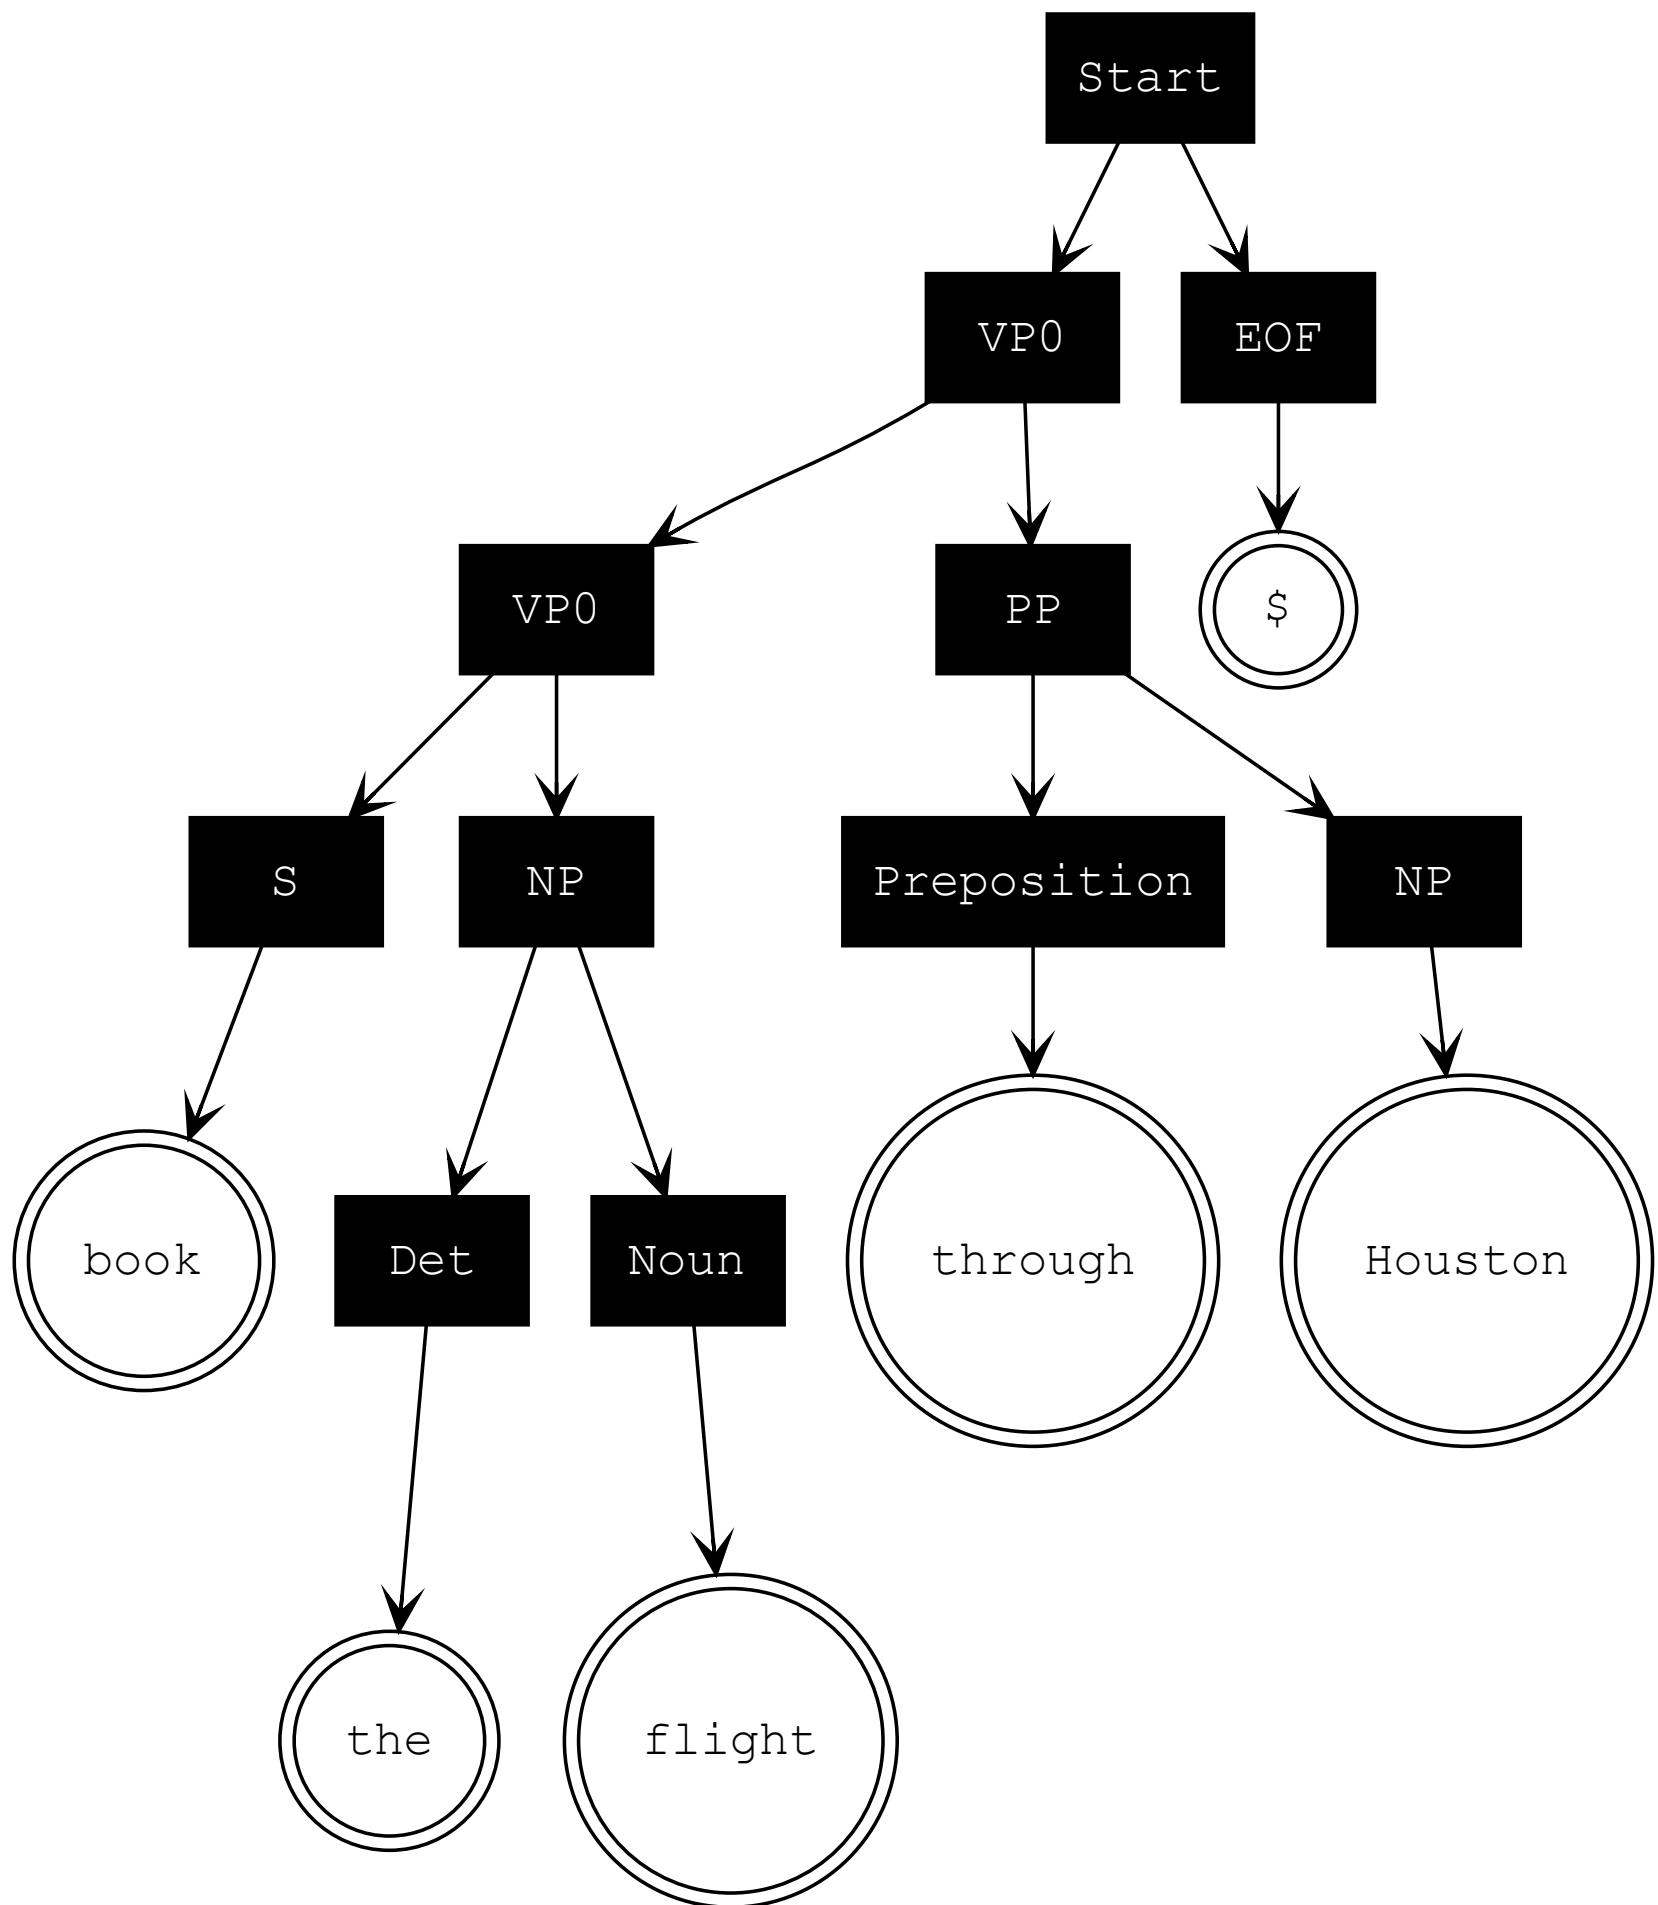 Start
VP0 EOF
VP0 PP $
S NP Preposition NP
book Det Noun through Houston
the flight